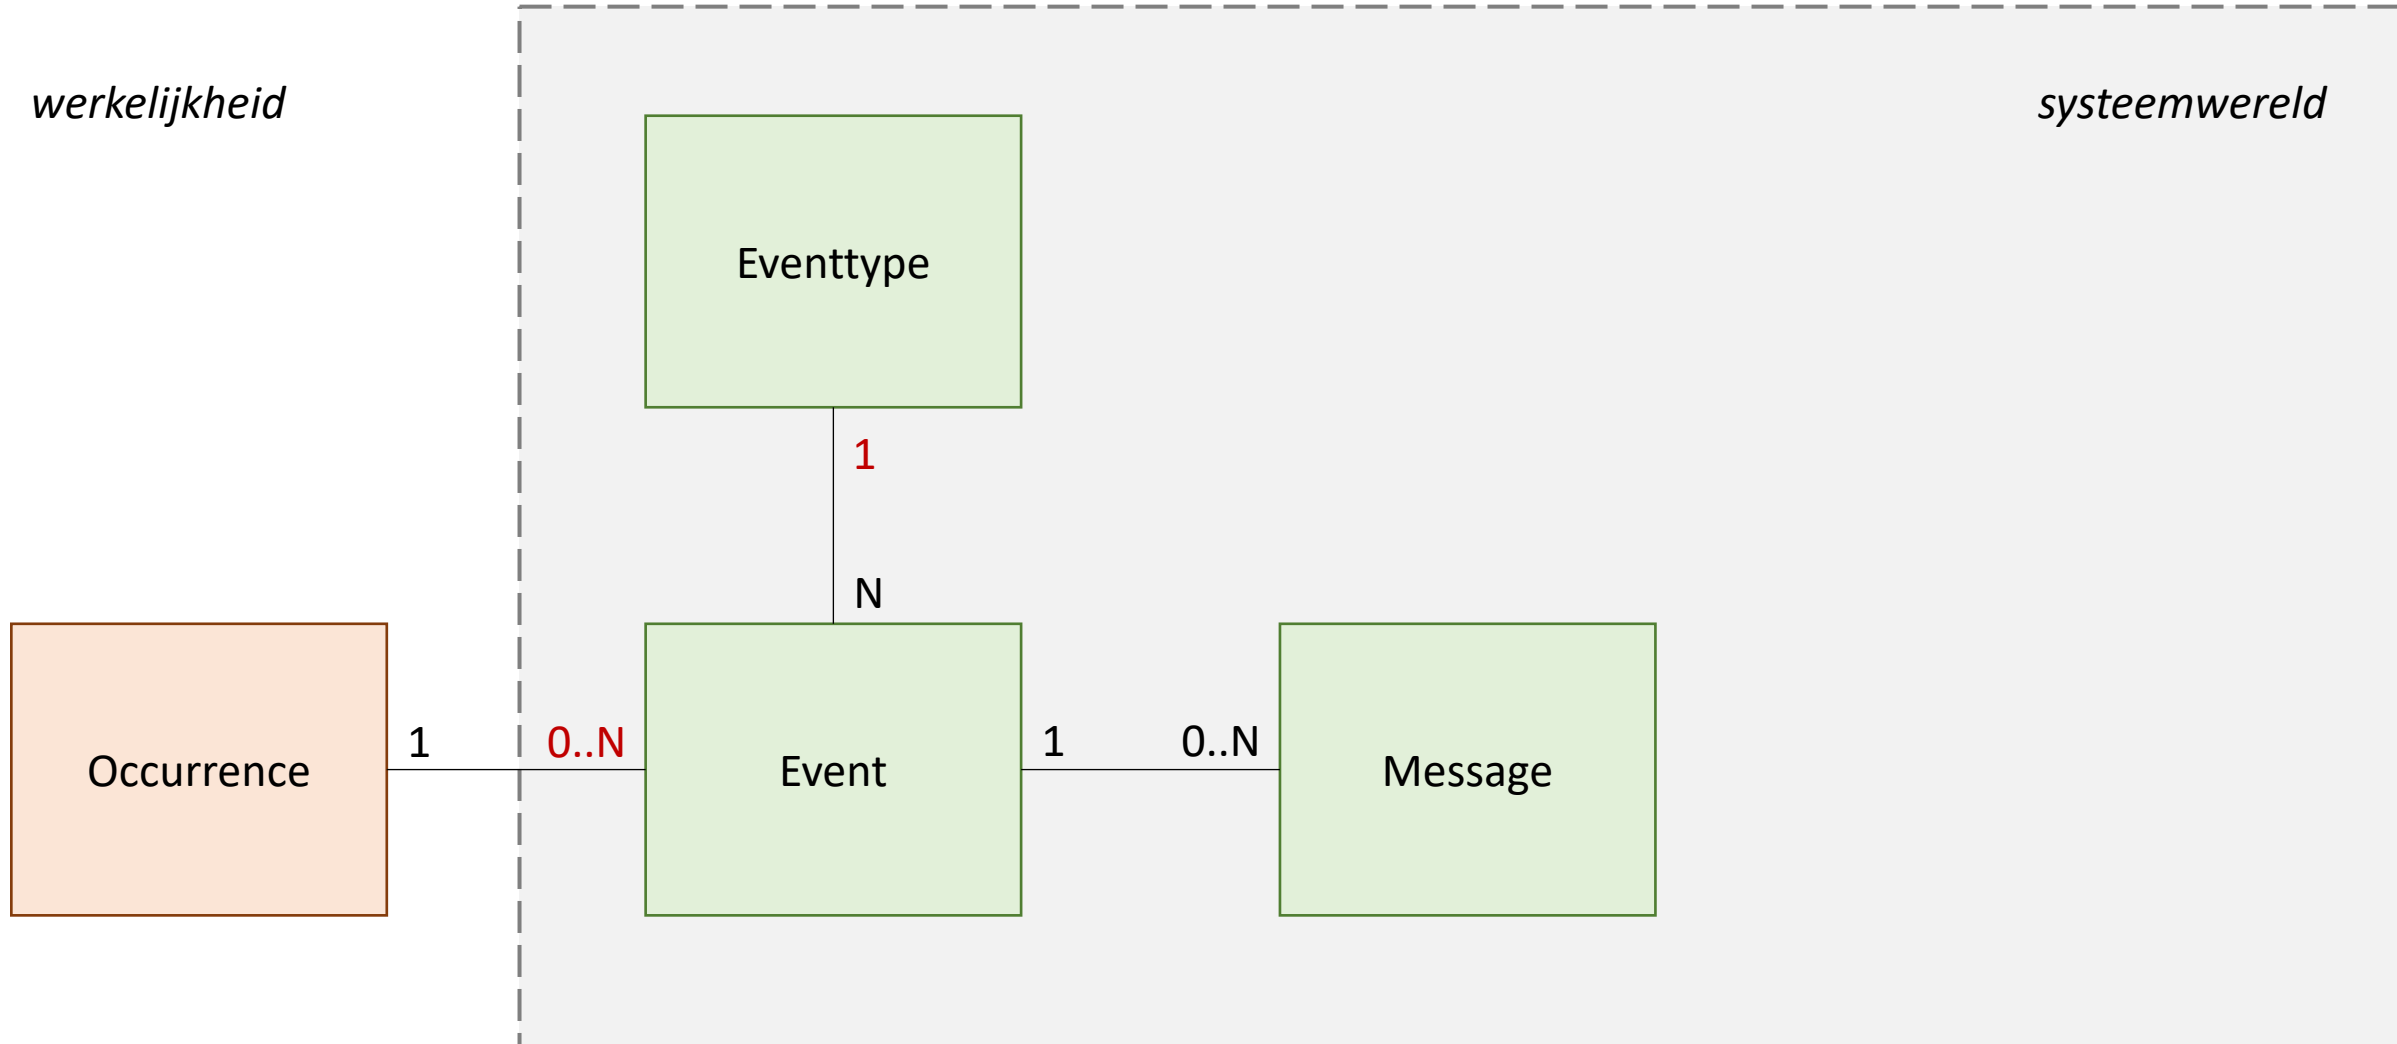 werkelijkheid
systeemwereld
Eventtype
1
N
Occurrence
1
0..N
Event
1
0..N
Message